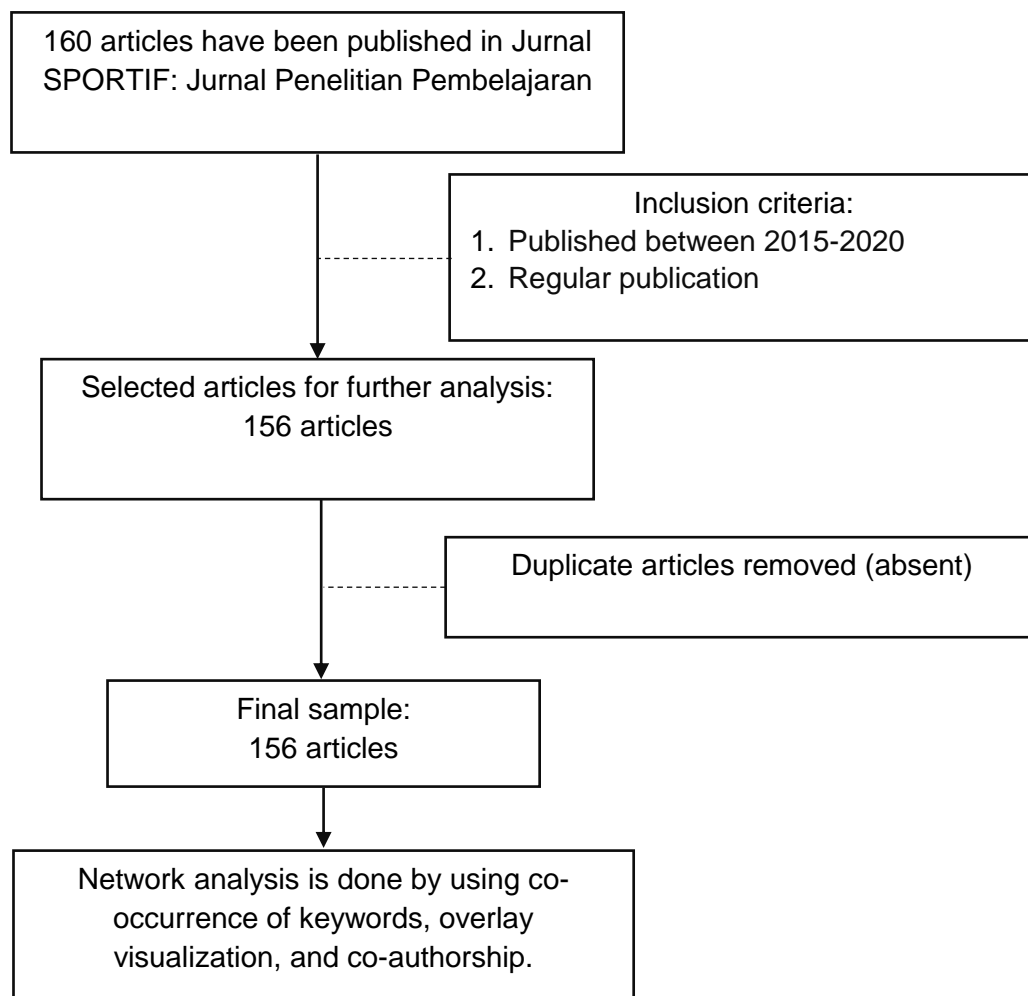 160 articles have been published in Jurnal
SPORTIF: Jurnal Penelitian Pembelajaran
Inclusion criteria:
1. Published between 2015-2020
2. Regular publication
Selected articles for further analysis:
156 articles
Duplicate articles removed (absent)
Final sample:
156 articles
Network analysis is done by using co-
occurrence of keywords, overlay
visualization, and co-authorship.